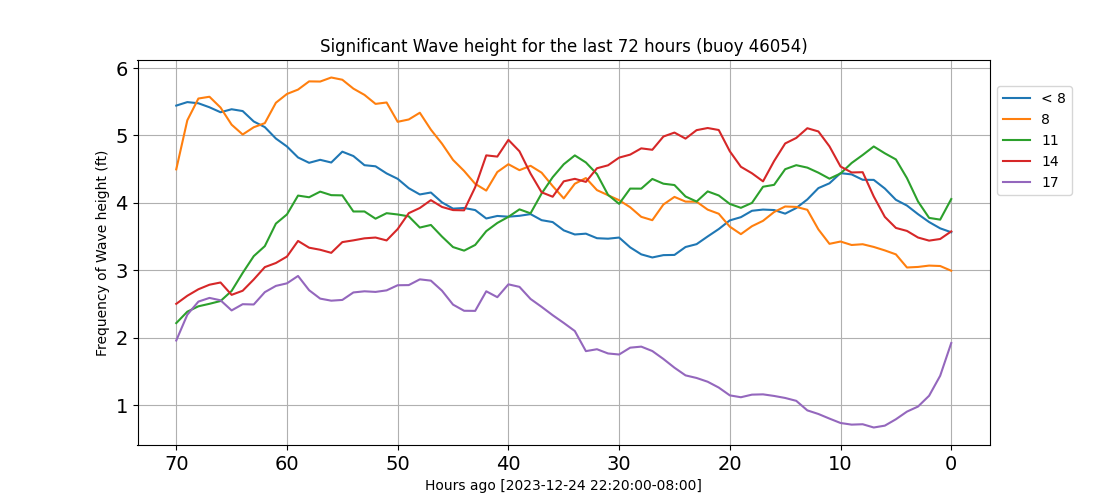 Significant Wave height for the last 72 hours (buoy 46054)
Frequency of Wave height (ft)
6
5
4
3
2
1
70 60 50 40 30 20 10 0
Hours ago [2023-12-24 22:20:00-08:00]
< 8
8
11
14
17